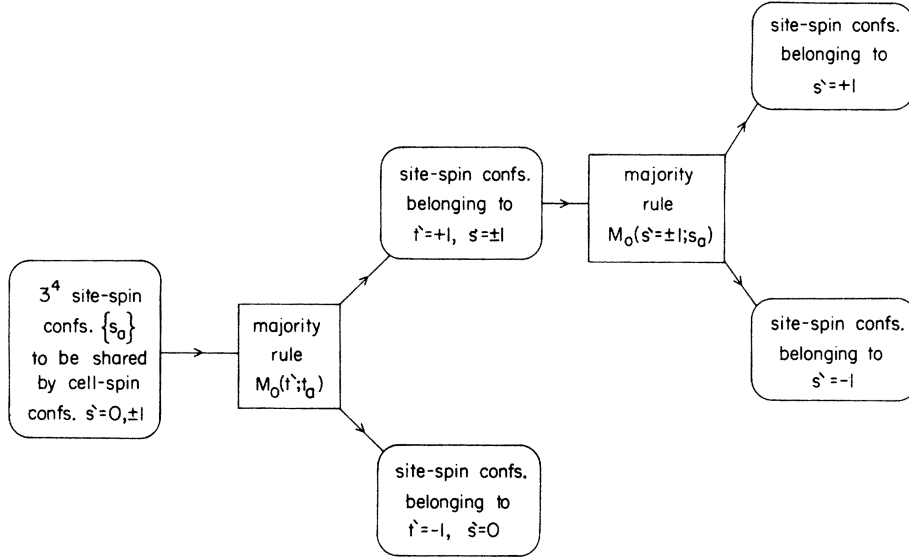 3⁴ site-spin
confs. {sₐ}
to be shared
by cell-spin
confs. s`=0,±1
majority
rule
M₀(t`;tₐ)
site-spin confs.
belonging to
t`=+1, s`=±1
site-spin confs.
belonging to
t`=-1, s`=0
majority
rule
M₀(s`=±1;sₐ)
site-spin confs.
belonging to
s`=+1
site-spin confs.
belonging to
s`=-1